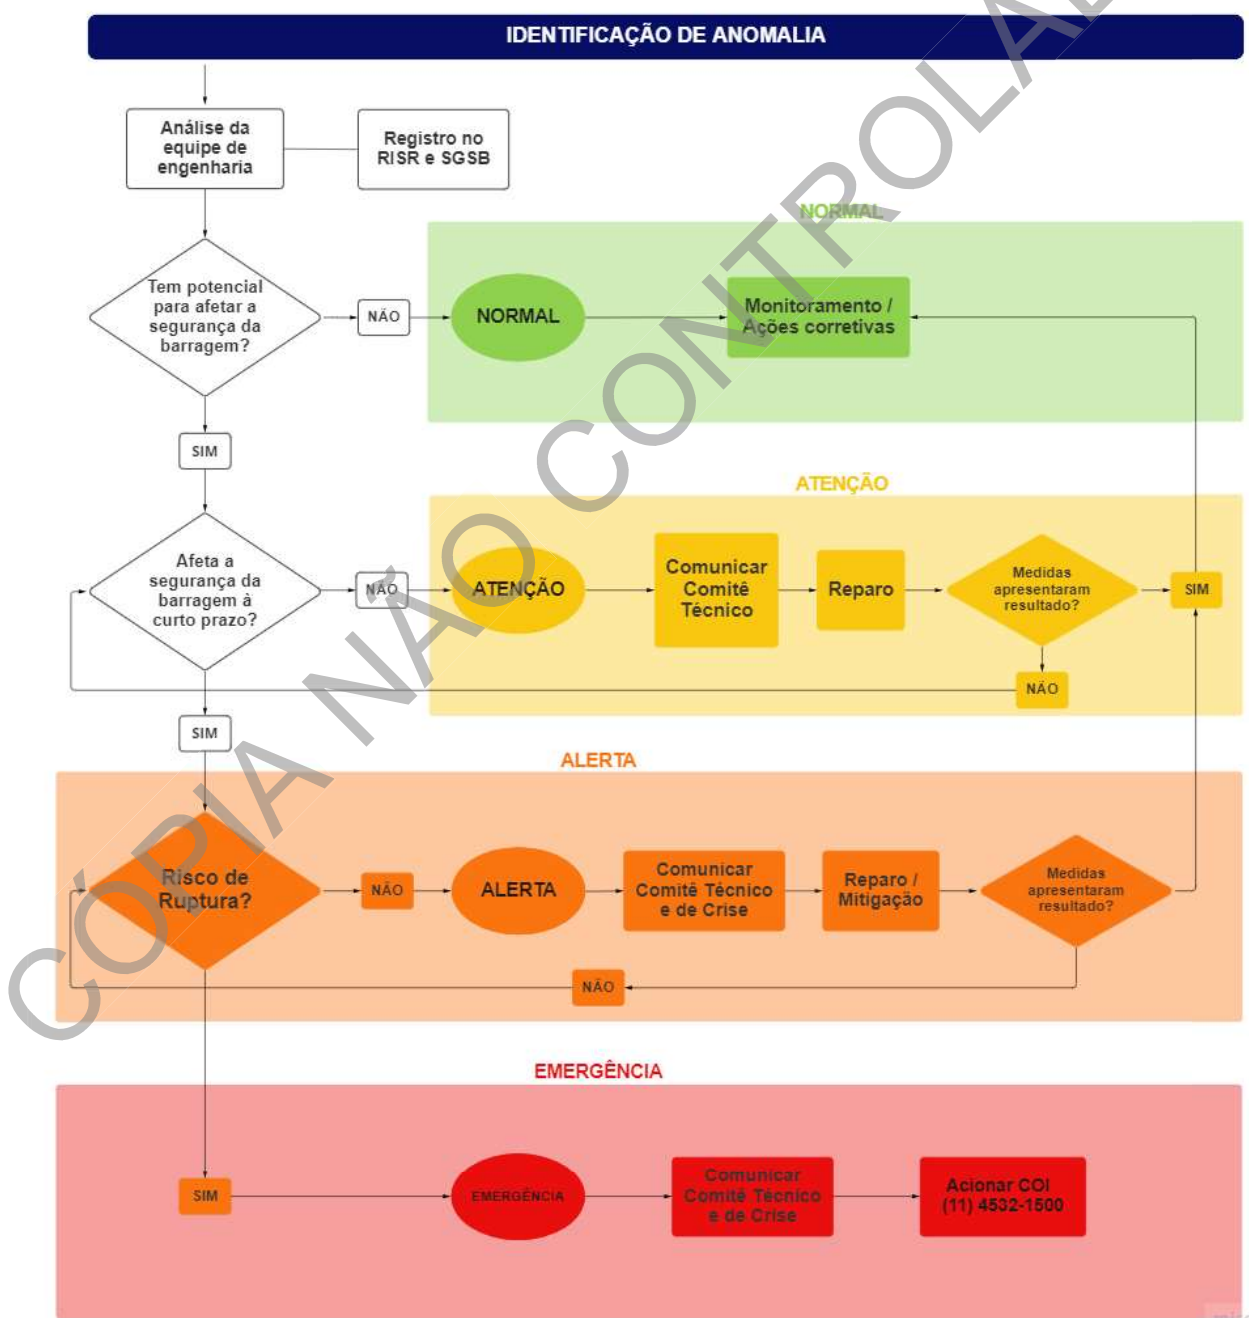 IDENTIFICAÇÃO DE ANOMALIA
Análise da
equipe de
engenharia
Registro no
RISR e SGSB
NORMAL
Tem potencial
para afetar a
segurança da
barragem?
NÃO
NORMAL
Monitoramento /
Ações corretivas
SIM
ATENÇÃO
Afeta a
segurança da
barragem à
curto prazo?
NÃO
ATENÇÃO
Comunicar
Comitê
Técnico
Reparo
Medidas
apresentaram
resultado?
SIM
NÃO
SIM
ALERTA
Risco de
Ruptura?
NÃO
ALERTA
Comunicar
Comitê Técnico
e de Crise
Reparo /
Mitigação
Medidas
apresentaram
resultado?
NÃO
EMERGÊNCIA
SIM
EMERGÊNCIA
Comunicar
Comitê Técnico
e de Crise
Acionar COI
(11) 4532-1500
CÓPIA NÃO CONTROLAD